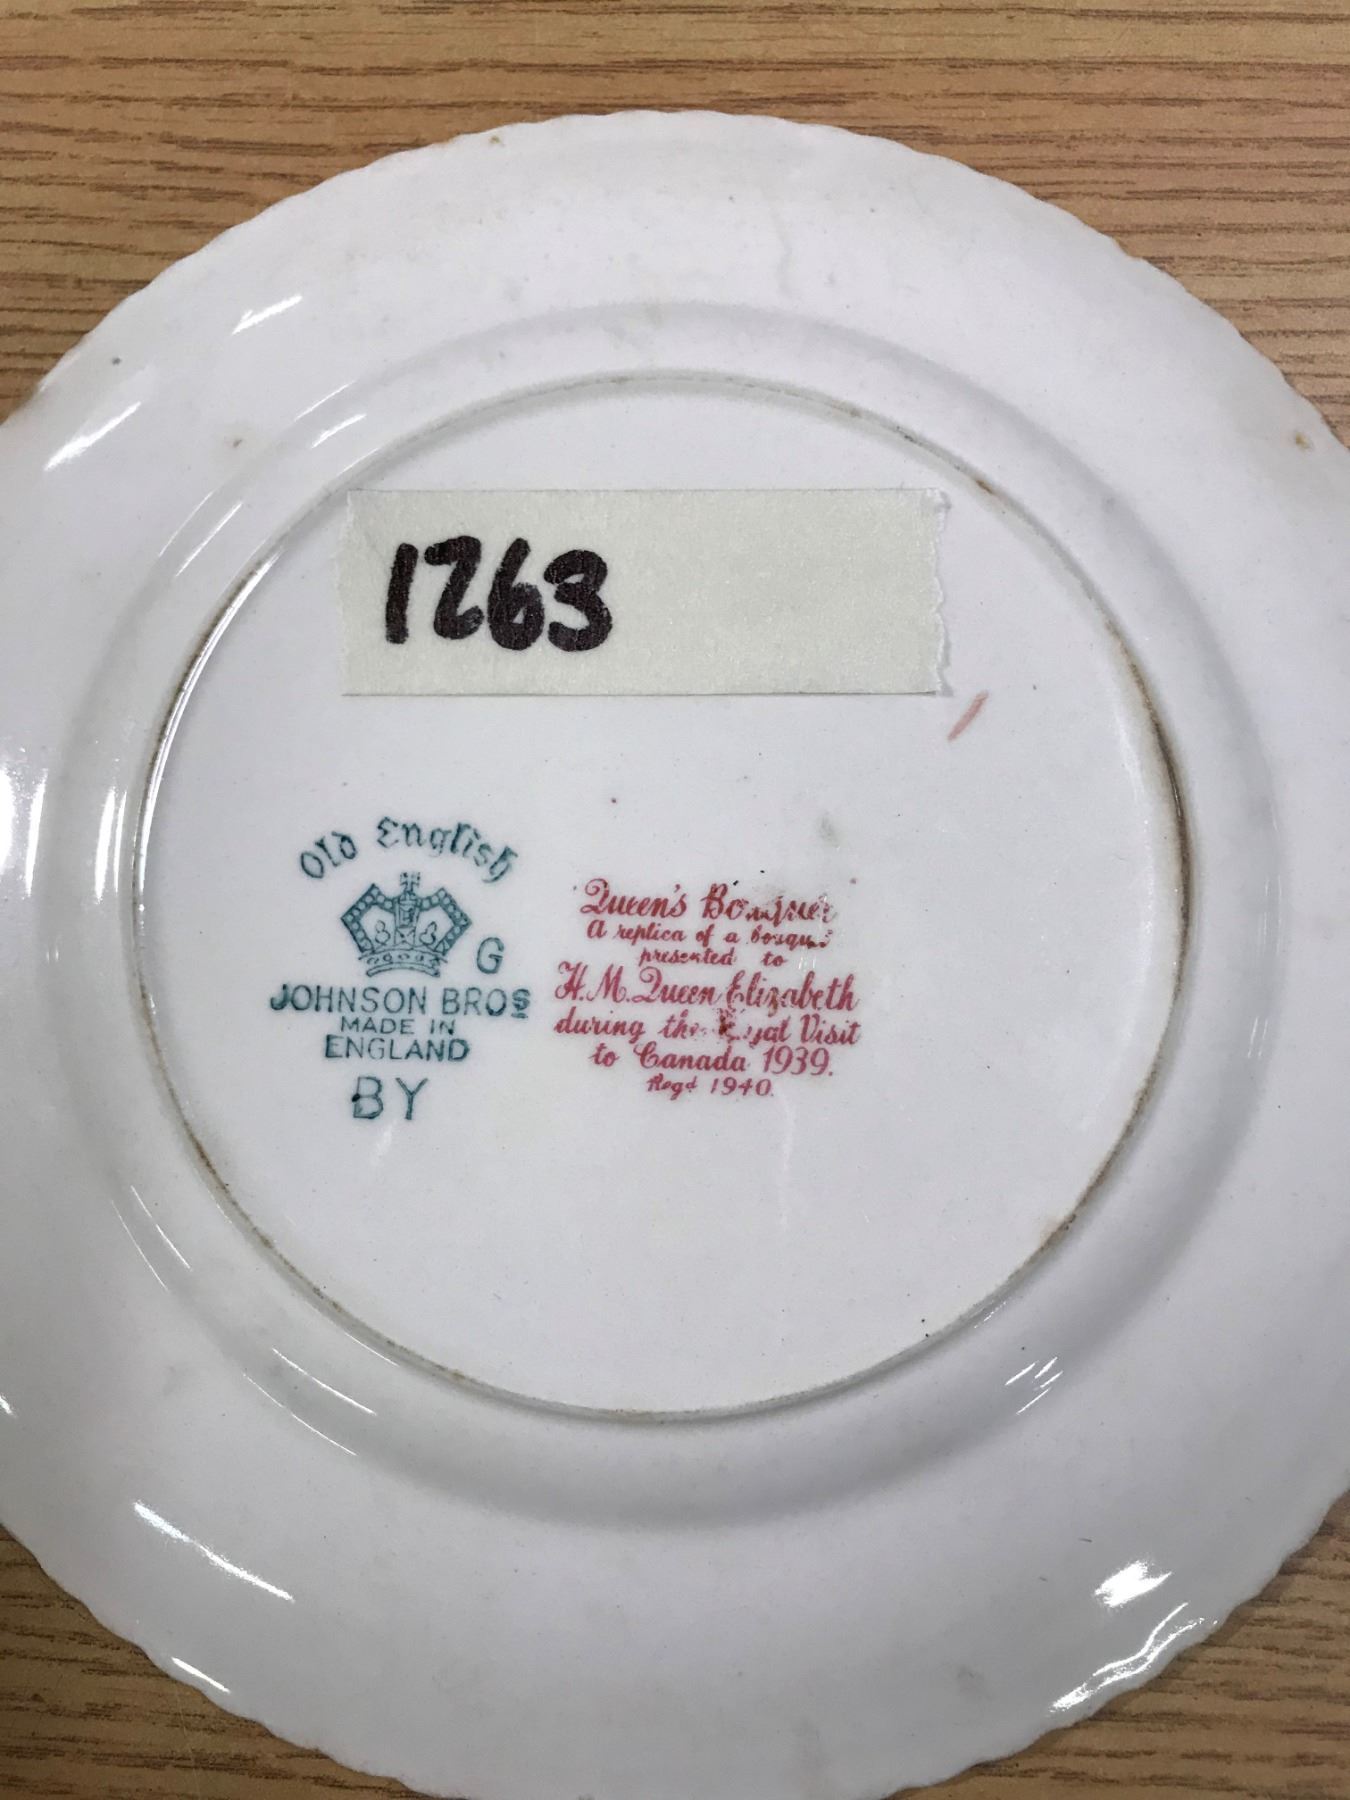 1263
Old English
G
JOHNSON BROS
MADE IN
ENGLAND
BY
Queen's Bouquet
A replica of a bouquet
presented to
H.M. Queen Elizabeth
during the Royal Visit
to Canada 1939.
Regd 1940.